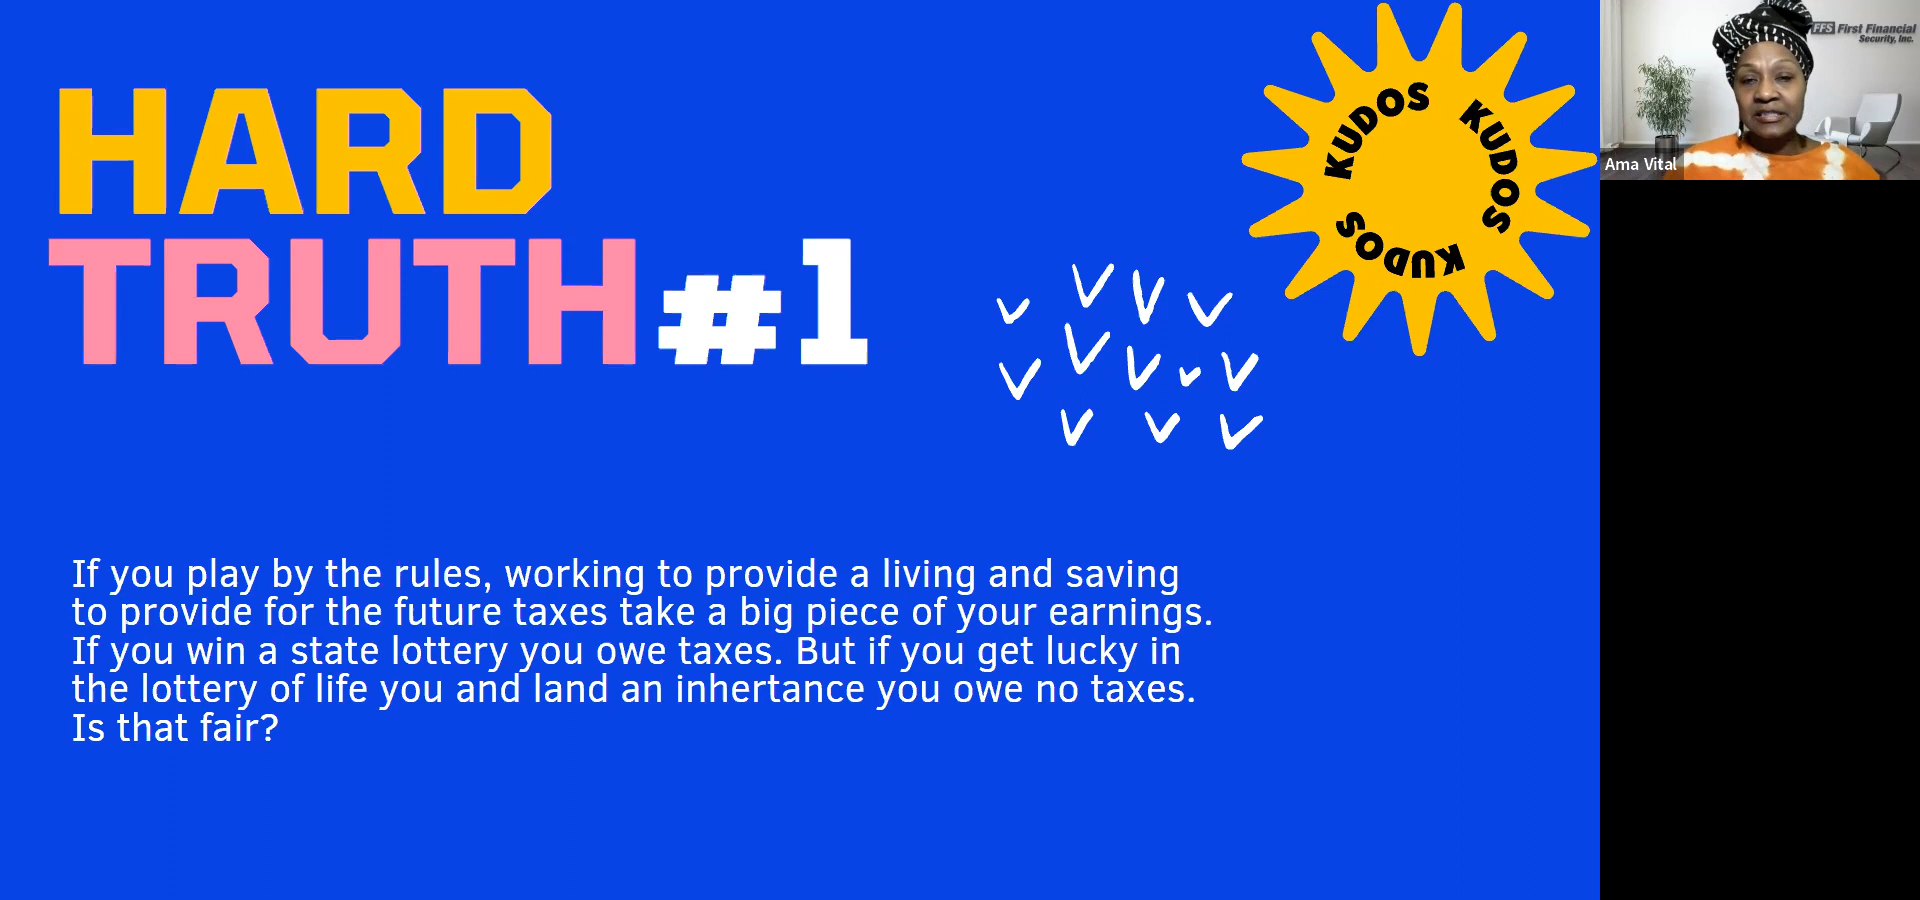 HARD
TRUTH #1
KUDOS KUDOS KUDOS
If you play by the rules, working to provide a living and saving
to provide for the future taxes take a big piece of your earnings.
If you win a state lottery you owe taxes. But if you get lucky in
the lottery of life you and land an inhertance you owe no taxes.
Is that fair?
FFS First Financial
Security, Inc.
Ama Vital